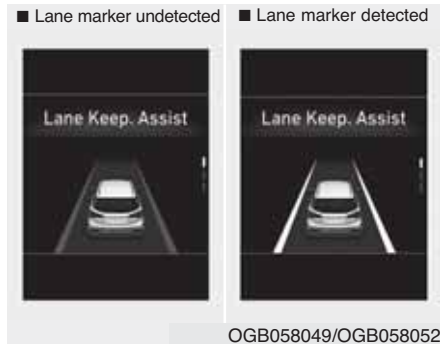 ■ Lane marker undetected
■ Lane marker detected
Lane Keep. Assist
Lane Keep. Assist
OGB058049/OGB058052